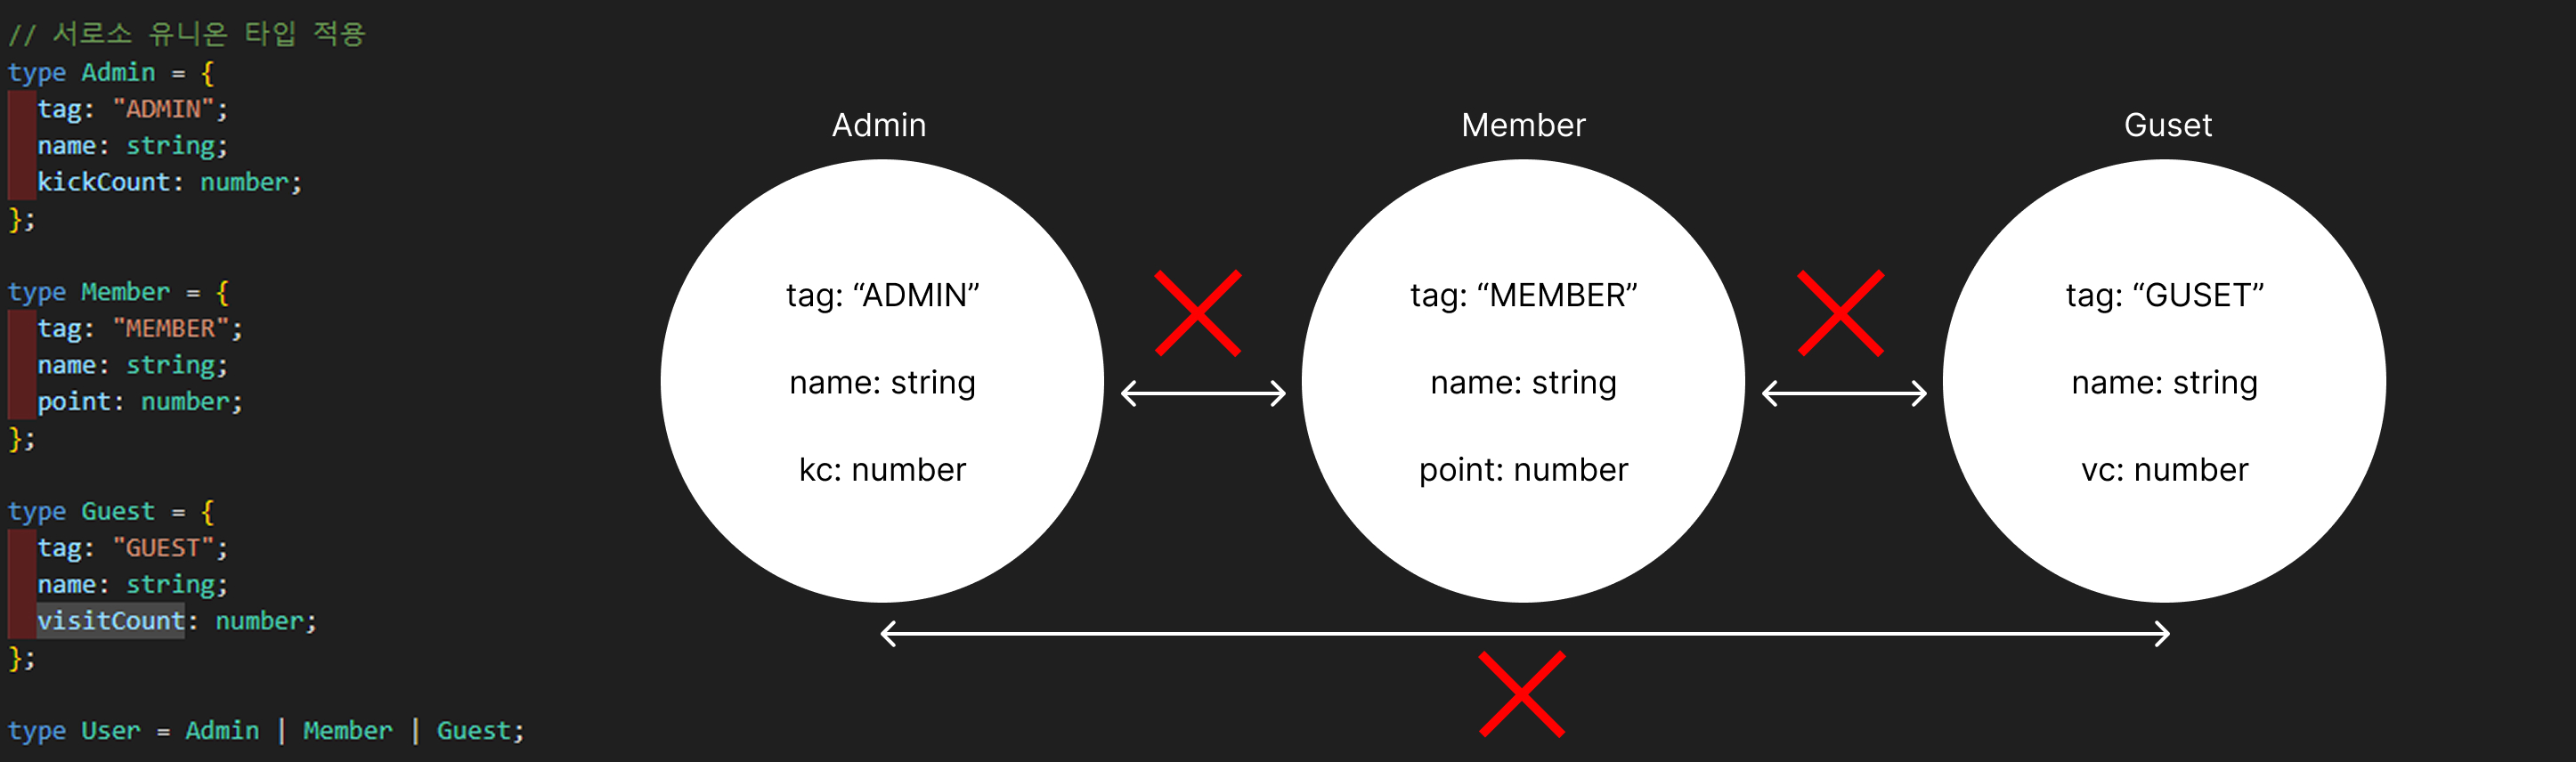 // 서로소 유니온 타입 적용
type Admin = {
tag: "ADMIN";
name: string;
kickCount: number;
};
type Member = {
tag: "MEMBER";
name: string;
point: number;
};
type Guest = {
tag: "GUEST";
name: string;
visitCount: number;
};
type User = Admin | Member | Guest;
Admin
tag: “ADMIN”
name: string
kc: number
Member
tag: “MEMBER”
name: string
point: number
Guset
tag: “GUSET”
name: string
vc: number